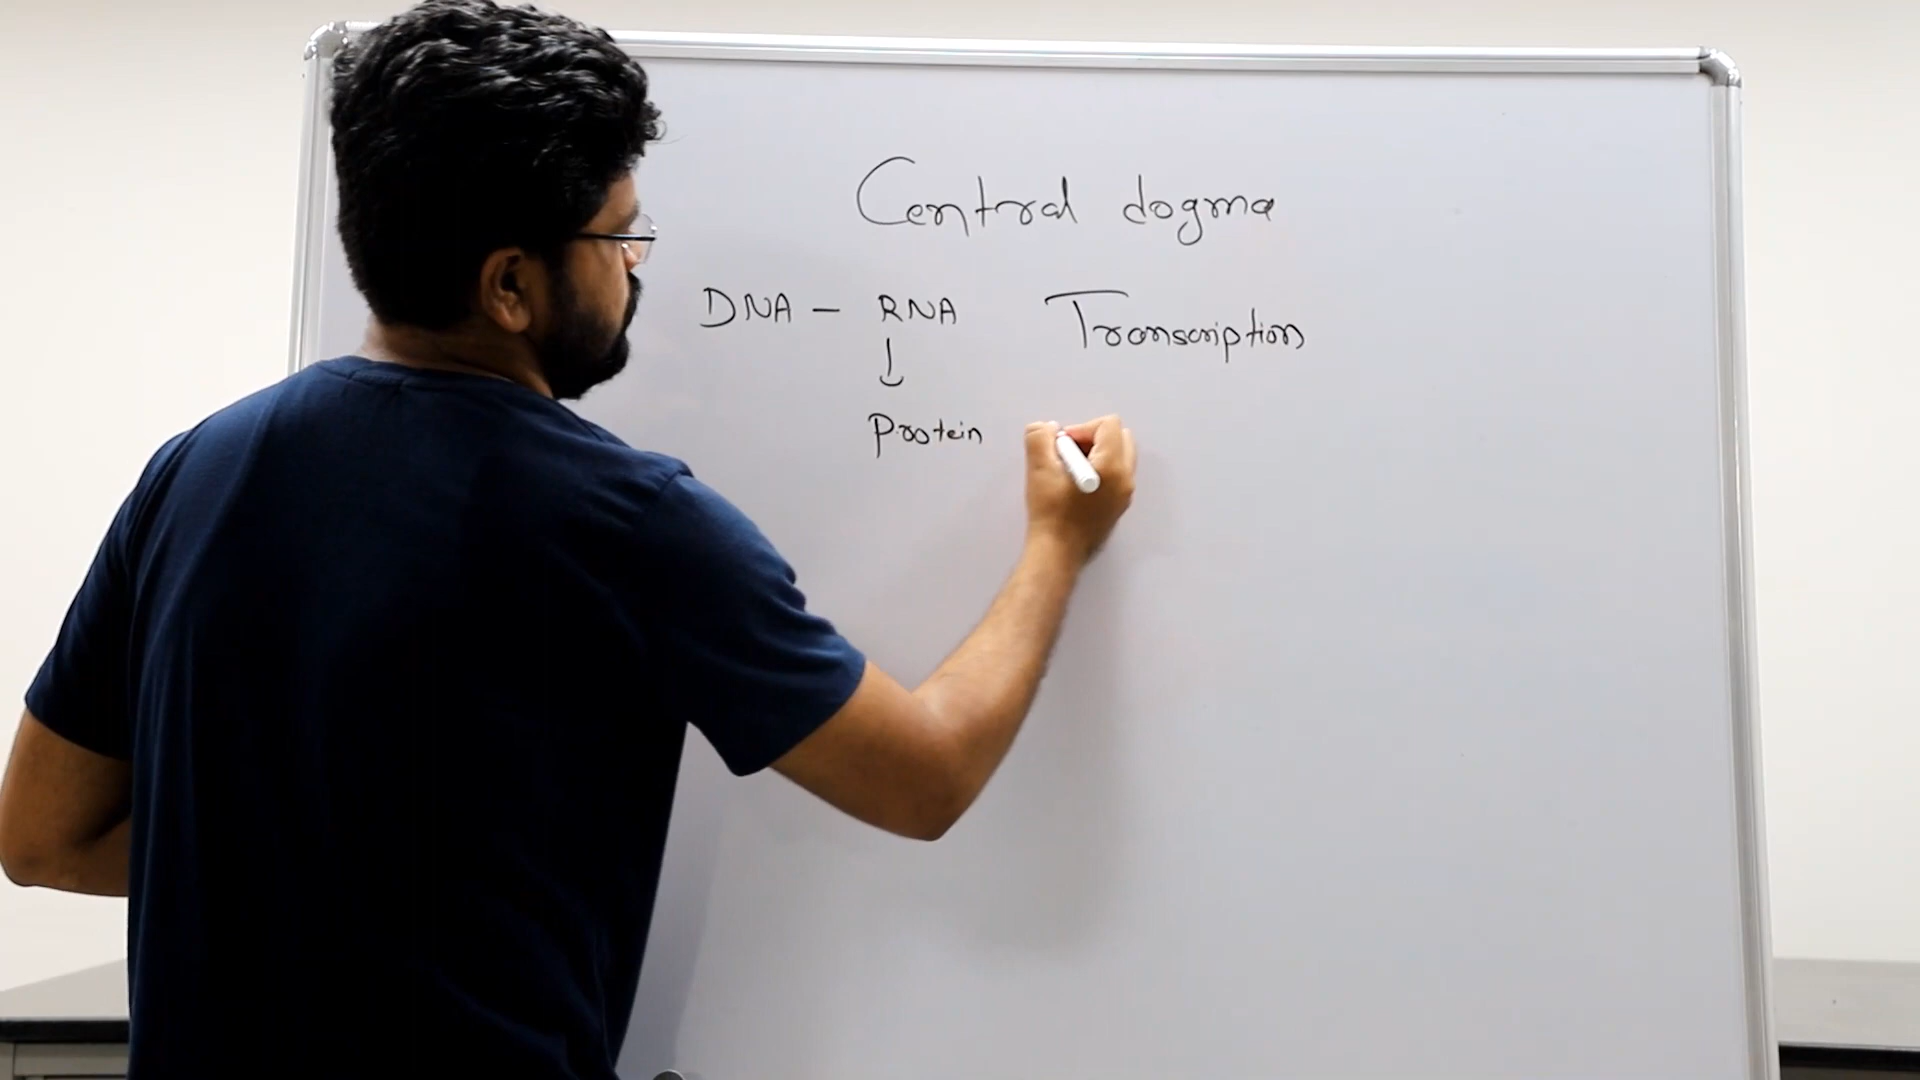 Central dogma
DNA - RNA Transcription
↓
Protein